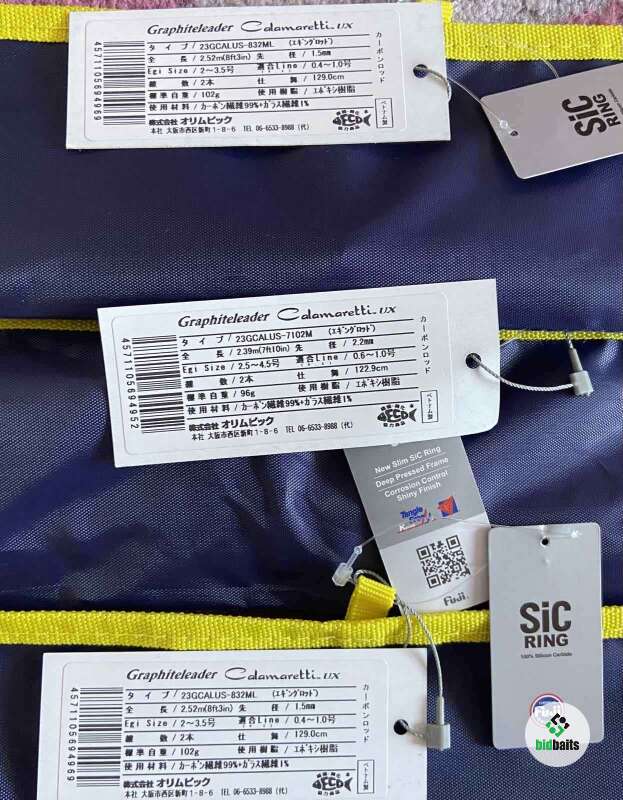 Graphiteleader Calamaretti UX
タイプ / 23GCALUS-832ML (エギングロッド)
全長 / 2.52m(8ft3in) 先径 / 1.5mm
Egi Size / 2~3.5号 適合Line / 0.4~1.0号
継数 / 2本 仕舞 / 129.0cm
標準自重 / 102g 使用樹脂 / エポキシ樹脂
使用材料 / カーボン繊維99%+ガラス繊維1%
株式会社 オリムピック
本社 大阪市西区新町1-8-6 TEL 06-6533-8988 (代)
カーボンロッド
ベトナム製
ECO
4571105694969
SiC
RING
Graphiteleader Calamaretti UX
タイプ / 23GCALUS-7102M (エギングロッド)
全長 / 2.39m(7ft10in) 先径 / 2.2mm
Egi Size / 2.5~4.5号 適合Line / 0.6~1.0号
継数 / 2本 仕舞 / 122.9cm
標準自重 / 96g 使用樹脂 / エポキシ樹脂
使用材料 / カーボン繊維99%+ガラス繊維1%
株式会社 オリムピック
本社 大阪市西区新町1-8-6 TEL 06-6533-8988 (代)
カーボンロッド
ベトナム製
ECO
4571105694952
New Slim SiC Ring
Deep Pressed Frame
Corrosion Control
Shiny Finish
Tangle
Free
Fuji
SiC
RING
100% Silicon Carbide
Fuji
bidbaits
Graphiteleader Calamaretti UX
タイプ / 23GCALUS-832ML (エギングロッド)
全長 / 2.52m(8ft3in) 先径 / 1.5mm
Egi Size / 2~3.5号 適合Line / 0.4~1.0号
継数 / 2本 仕舞 / 129.0cm
標準自重 / 102g 使用樹脂 / エポキシ樹脂
使用材料 / カーボン繊維99%+ガラス繊維1%
株式会社 オリムピック
本社 大阪市西区新町1-8-6 TEL 06-6533-8988 (代)
カーボンロッド
ベトナム製
ECO
4571105694969